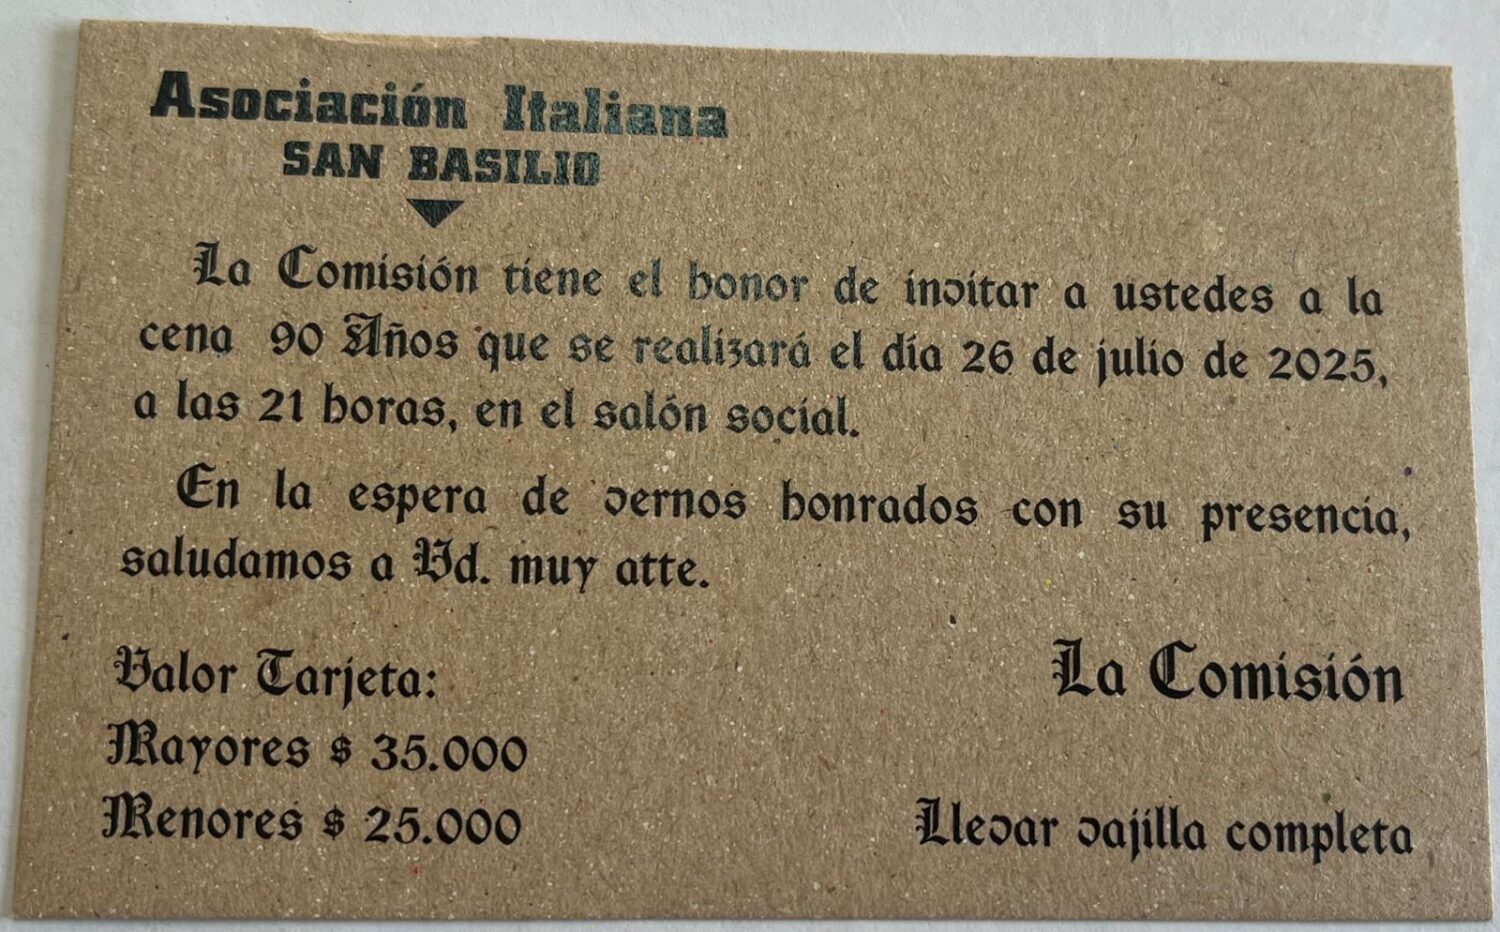 Asociación Italiana
SAN BASILIO
La Comisión tiene el honor de invitar a ustedes a la
cena 90 Años que se realizará el día 26 de julio de 2025,
a las 21 horas, en el salón social.
En la espera de vernos honrados con su presencia,
saludamos a Ud. muy atte.
Valor Tarjeta:
Mayores $ 35.000
Menores $ 25.000
La Comisión
Llevar vajilla completa